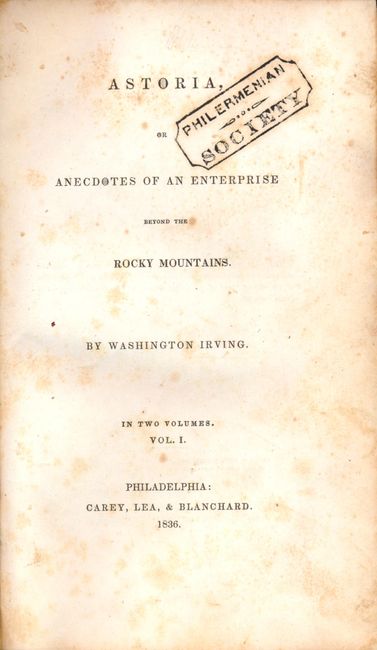 ASTORIA,
OR
ANECDOTES OF AN ENTERPRISE
BEYOND THE
ROCKY MOUNTAINS.
BY WASHINGTON IRVING.
IN TWO VOLUMES.
VOL. I.
PHILADELPHIA:
CAREY, LEA, & BLANCHARD.
1836.
PHILERMENIAN
SOCIETY